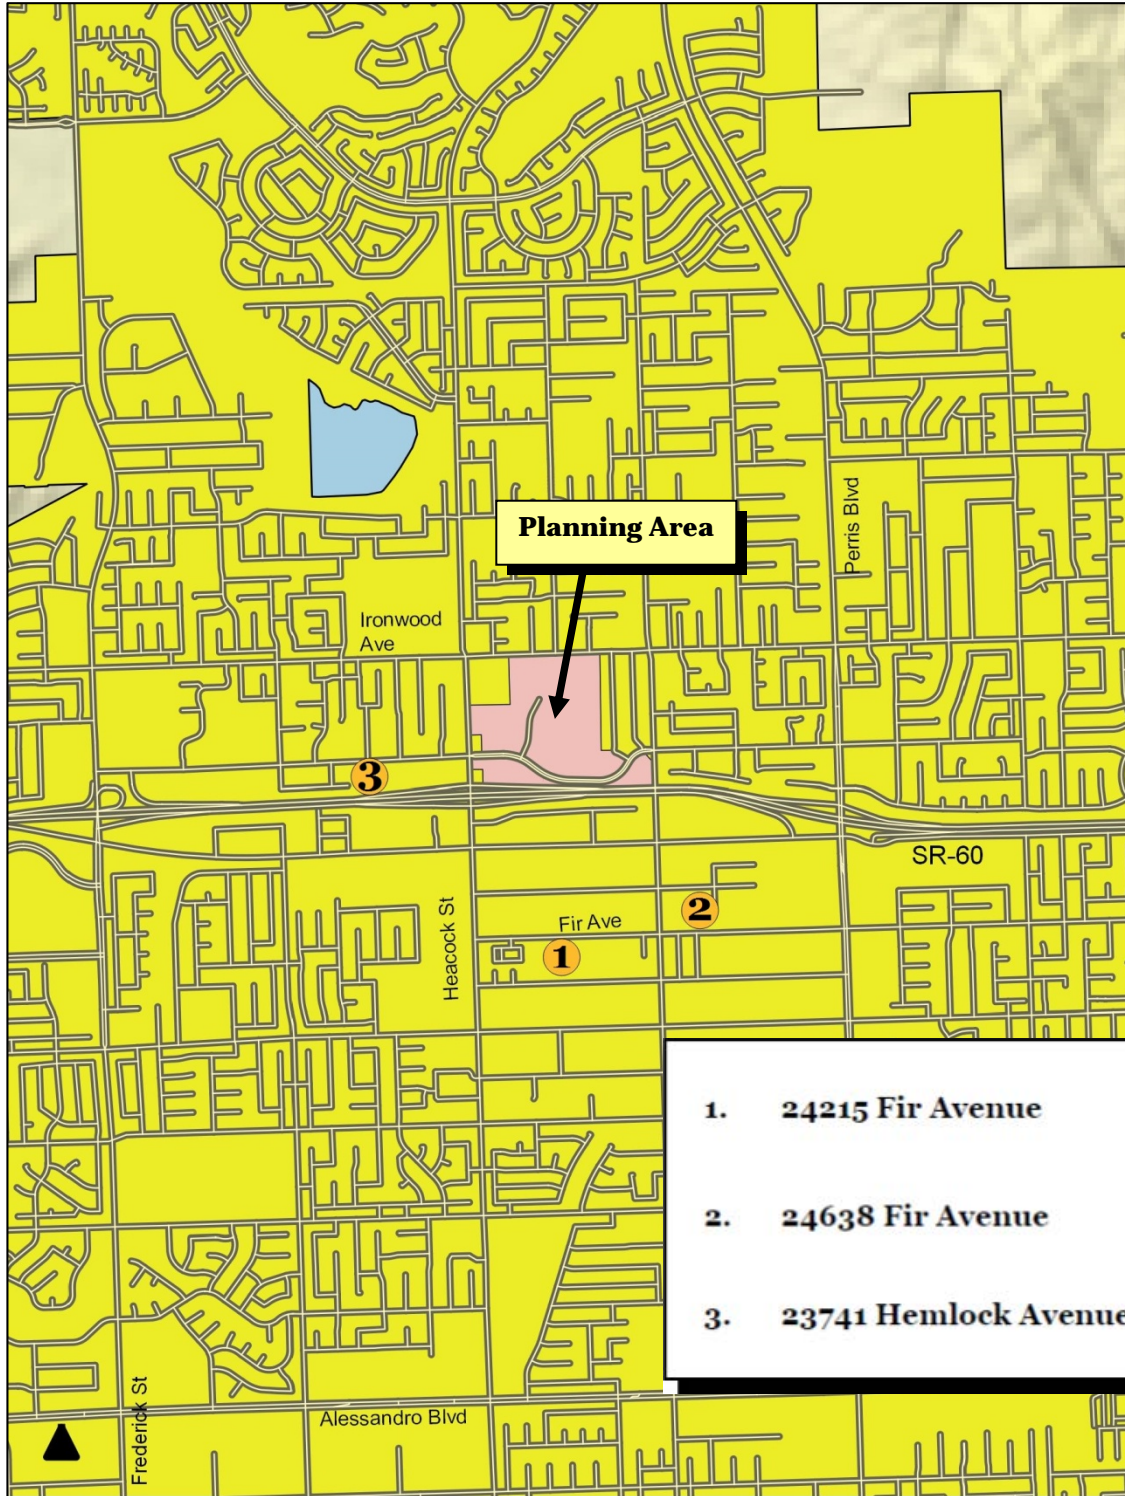 Planning Area
Perris Blvd
Ironwood
Ave
3
SR-60
2
Heacock St
Fir Ave
1
1. 24215 Fir Avenue
2. 24638 Fir Avenue
3. 23741 Hemlock Avenue
Frederick St
Alessandro Blvd